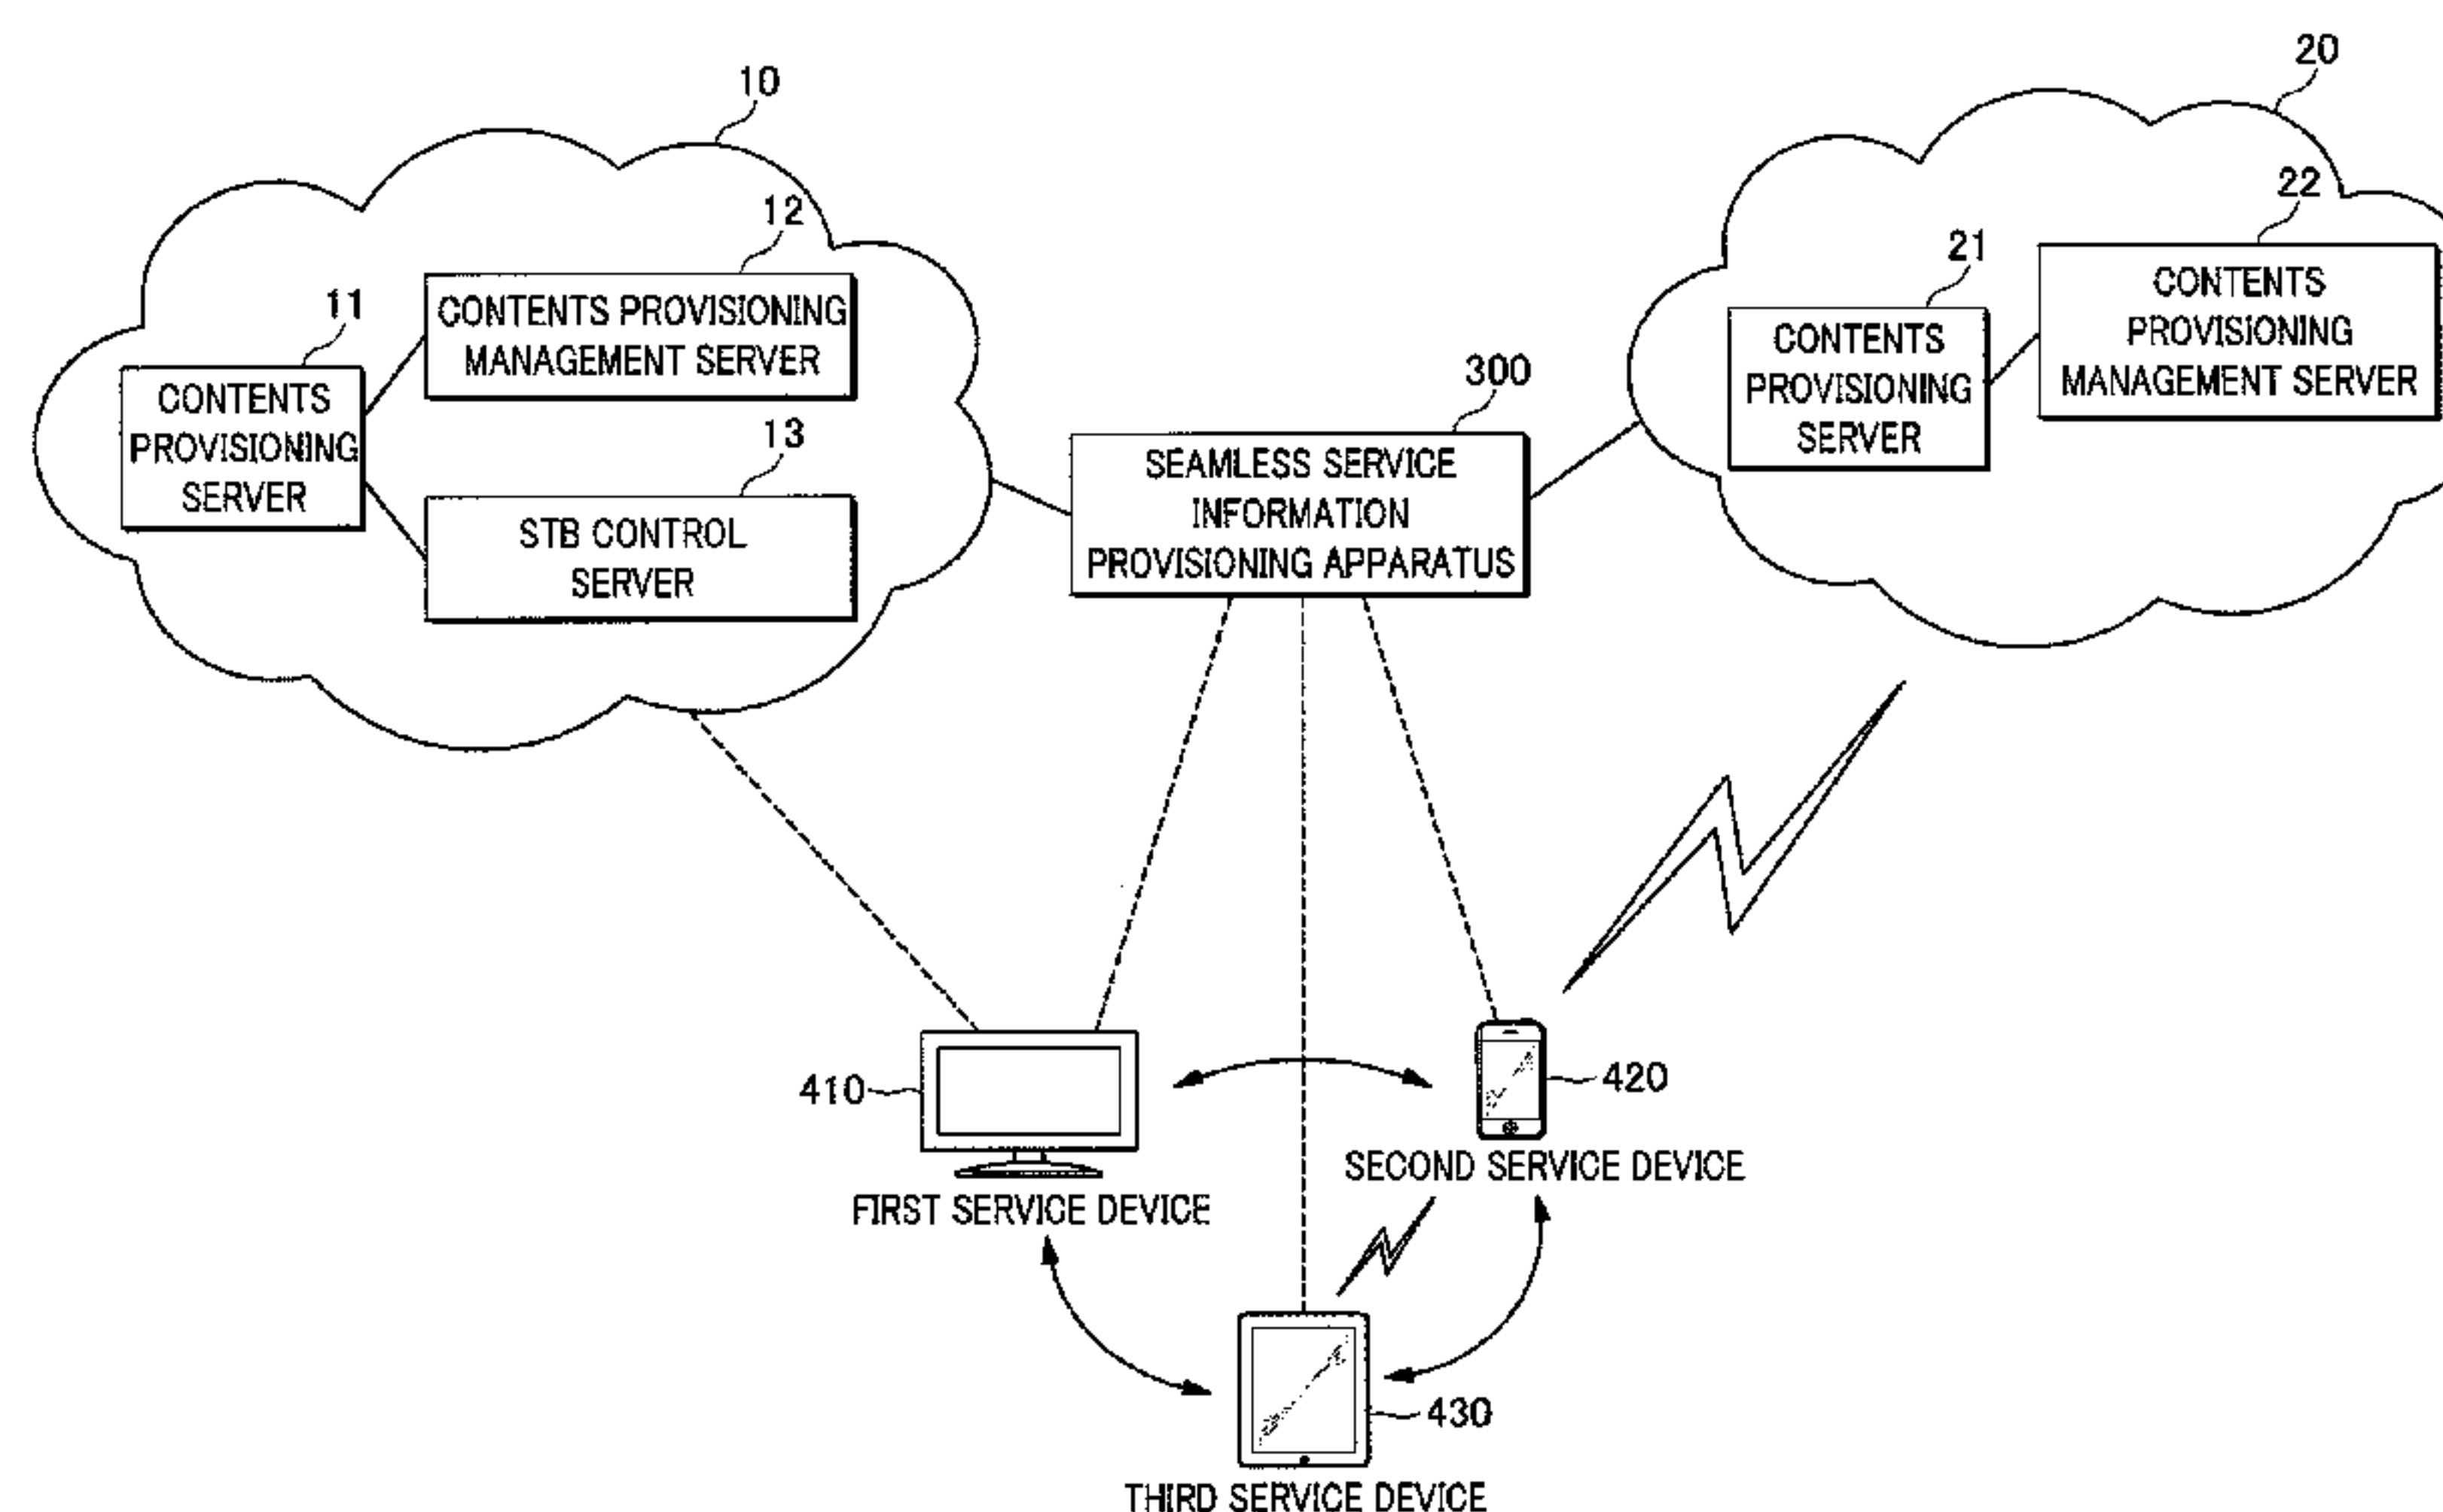 10
20
12
22
11
21
CONTENTS PROVISIONING
MANAGEMENT SERVER
CONTENTS
PROVISIONING
SERVER
13
STB CONTROL
SERVER
300
SEAMLESS SERVICE
INFORMATION
PROVISIONING APPARATUS
CONTENTS
PROVISIONING
SERVER
CONTENTS
PROVISIONING
MANAGEMENT SERVER
410
420
FIRST SERVICE DEVICE
SECOND SERVICE DEVICE
430
THIRD SERVICE DEVICE